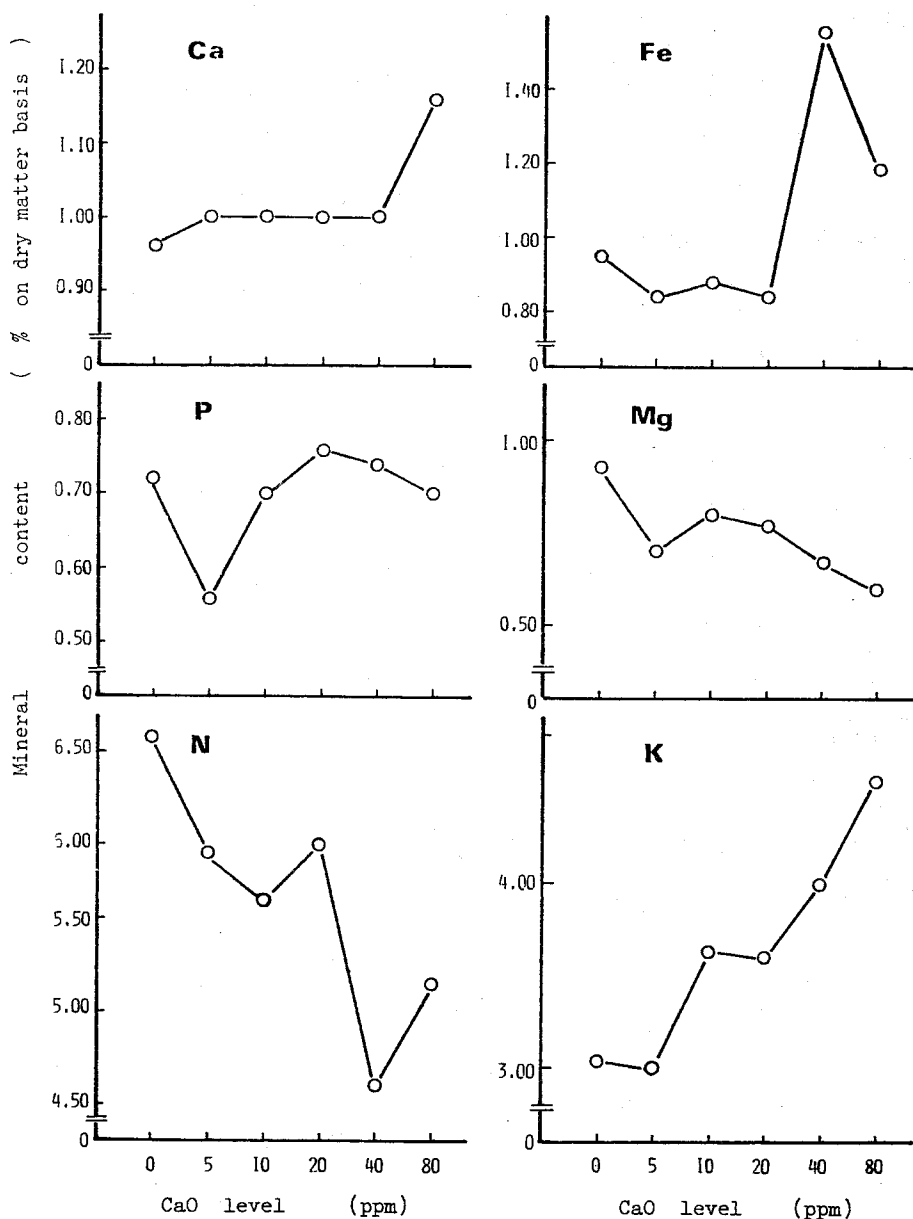 Mineral content ( % on dry matter basis )
Ca
1.20
1.10
1.00
0.90
0
Fe
1.40
1.20
1.00
0.80
0
P
0.80
0.70
0.60
0.50
0
Mg
1.00
0.50
0
N
6.50
6.00
5.50
5.00
4.50
0
0 5 10 20 40 80
CaO level (ppm)
K
4.00
3.00
0
0 5 10 20 40 80
CaO level (ppm)